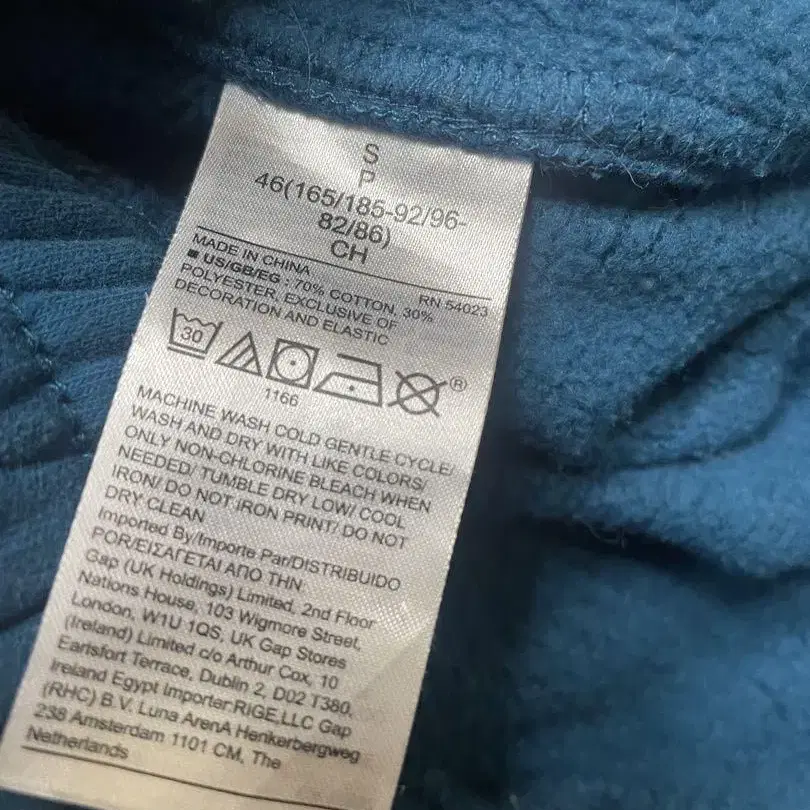 S
P
46(165/185-92/96-
82/86)
CH
MADE IN CHINA
RN 54023
■ US/GB/EG : 70% COTTON, 30%
POLYESTER, EXCLUSIVE OF
DECORATION AND ELASTIC
30
®
1166
MACHINE WASH COLD GENTLE CYCLE/
WASH AND DRY WITH LIKE COLORS/
ONLY NON-CHLORINE BLEACH WHEN
NEEDED/ TUMBLE DRY LOW/ COOL
IRON/ DO NOT IRON PRINT/ DO NOT
DRY CLEAN
Imported By/Importe Par/DISTRIBUIDO
POR/ΕΙΣΑΓΕΤΑΙ ΑΠΟ ΤΗΝ
Gap (UK Holdings) Limited, 2nd Floor
Nations House, 103 Wigmore Street,
London, W1U 1QS, UK Gap Stores
(Ireland) Limited c/o Arthur Cox, 10
Earlsfort Terrace, Dublin 2, D02 T380,
Ireland Egypt Importer:RIGE,LLC Gap
(RHC) B.V. Luna ArenA Henkerbergweg
238 Amsterdam 1101 CM, The
Netherlands